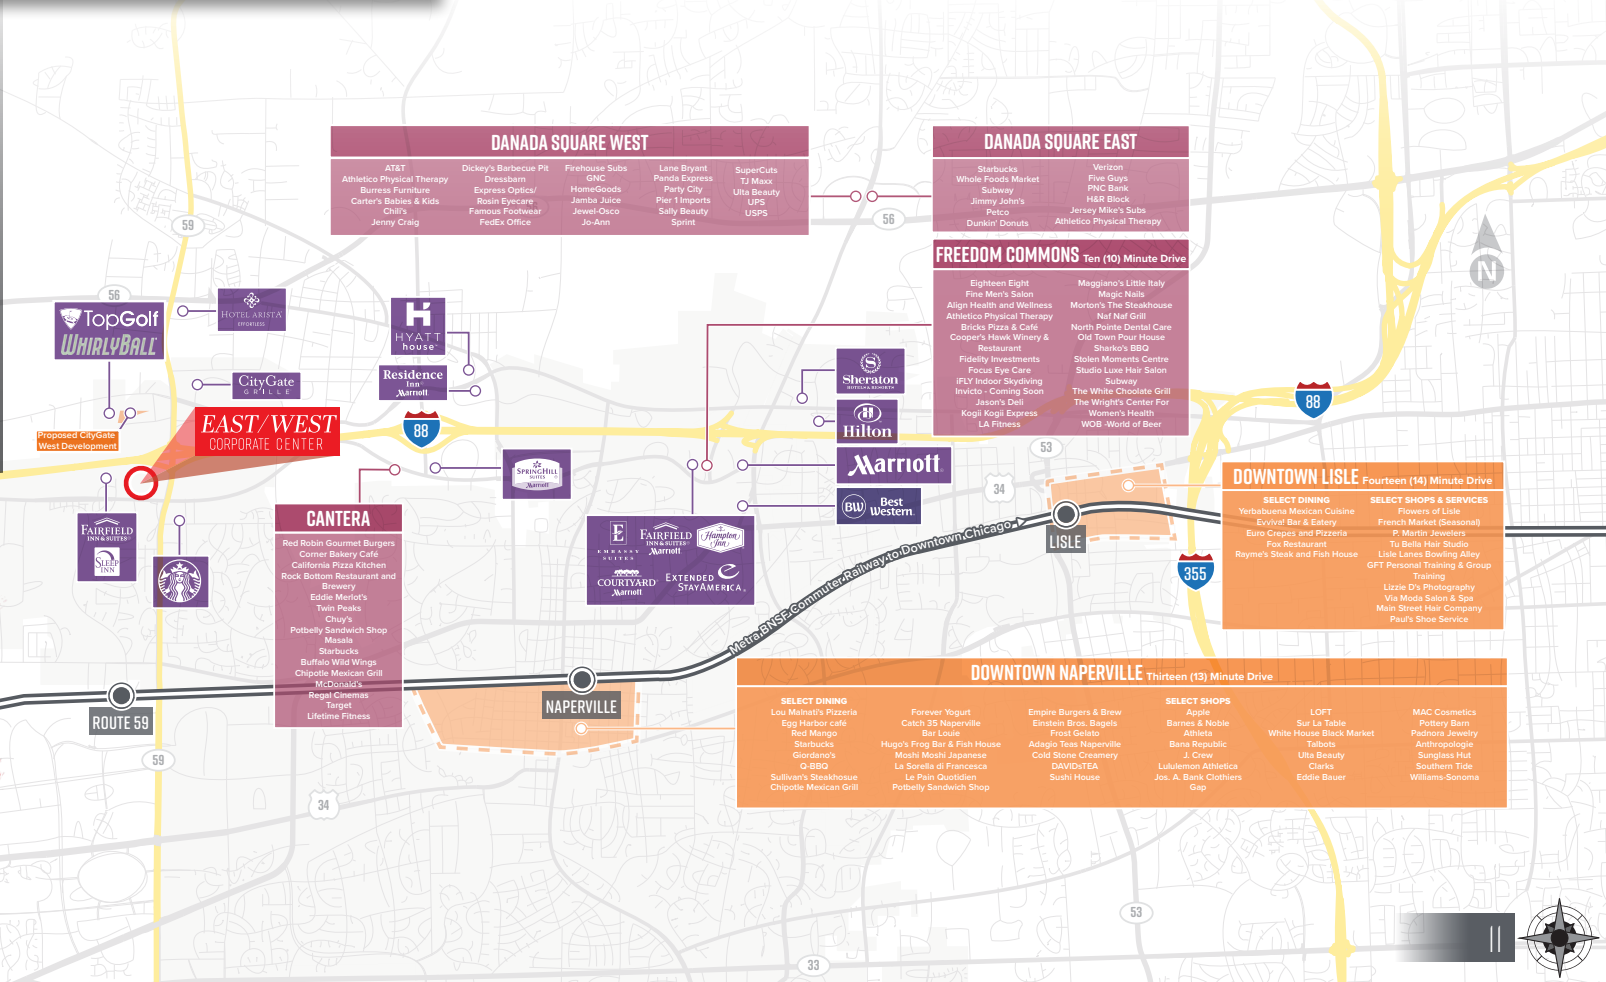 DANADA SQUARE WEST
AT&T
Athletico Physical Therapy
Burress Furniture
Carter's Babies & Kids
Chili's
Jenny Craig
Dickey's Barbecue Pit
Dressbarn
Express Optics/
Rosin Eyecare
Famous Footwear
FedEx Office
Firehouse Subs
GNC
HomeGoods
Jamba Juice
Jewel-Osco
Jo-Ann
Lane Bryant
Panda Express
Party City
Pier 1 Imports
Sally Beauty
Sprint
SuperCuts
TJ Maxx
Ulta Beauty
UPS
USPS
DANADA SQUARE EAST
Starbucks
Whole Foods Market
Subway
Jimmy John's
Petco
Dunkin' Donuts
Verizon
Five Guys
PNC Bank
H&R Block
Jersey Mike's Subs
Athletico Physical Therapy
59
56
FREEDOM COMMONS Ten (10) Minute Drive
Eighteen Eight
Fine Men's Salon
Align Health and Wellness
Athletico Physical Therapy
Bricks Pizza & Café
Cooper's Hawk Winery &
Restaurant
Fidelity Investments
Focus Eye Care
iFLY Indoor Skydiving
Invicto - Coming Soon
Jason's Deli
Kogii Kogii Express
LA Fitness
Maggiano's Little Italy
Magic Nails
Morton's The Steakhouse
Naf Naf Grill
North Pointe Dental Care
Old Town Pour House
Sharko's BBQ
Stolen Moments Centre
Studio Luxe Hair Salon
Subway
The White Chocolate Grill
The Wright's Center For
Women's Health
WOB -World of Beer
N
56
TopGolf
WHIRLYBALL
HOTEL ARISTA
EFFORTLESS
HYATT
house
CityGate
GRILLE
Residence
Inn
Marriott
S
Sheraton
HOTELS & RESORTS
H
Hilton
Marriott
BW
Best
Western
EAST/WEST
CORPORATE CENTER
Proposed CityGate
West Development
88
88
53
34
SPRINGHILL
SUITES
Marriott
FAIRFIELD
INN & SUITES
Marriott
SLEEP
INN
E
EMBASSY
SUITES
FAIRFIELD
INN & SUITES
Marriott
Hampton
Inn
COURTYARD
Marriott
EXTENDED
STAYAMERICA
CANTERA
Red Robin Gourmet Burgers
Corner Bakery Café
California Pizza Kitchen
Rock Bottom Restaurant and
Brewery
Eddie Merlot's
Twin Peaks
Chuy's
Potbelly Sandwich Shop
Masala
Starbucks
Buffalo Wild Wings
Chipotle Mexican Grill
McDonald's
Regal Cinemas
Target
Lifetime Fitness
Metra BNSF Commuter Railway to Downtown Chicago
LISLE
355
DOWNTOWN LISLE Fourteen (14) Minute Drive
SELECT DINING
Yerbabuena Mexican Cuisine
Evvival Bar & Eatery
Euro Crepes and Pizzeria
Fox Restaurant
Rayme's Steak and Fish House
SELECT SHOPS & SERVICES
Flowers of Lisle
French Market (Seasonal)
P. Martin Jewelers
Tu Bella Hair Studio
Lisle Lanes Bowling Alley
GFT Personal Training & Group
Training
Lizzie D's Photography
Via Moda Salon & Spa
Main Street Hair Company
Paul's Shoe Service
ROUTE 59
NAPERVILLE
59
34
DOWNTOWN NAPERVILLE Thirteen (13) Minute Drive
SELECT DINING
Lou Malnati's Pizzeria
Egg Harbor café
Red Mango
Starbucks
Giordano's
Q-BBQ
Sullivan's Steakhosue
Chipotle Mexican Grill
Forever Yogurt
Catch 35 Naperville
Bar Louie
Hugo's Frog Bar & Fish House
Moshi Moshi Japanese
La Sorella di Francesca
Le Pain Quotidien
Potbelly Sandwich Shop
Empire Burgers & Brew
Einstein Bros. Bagels
Frost Gelato
Adagio Teas Naperville
Cold Stone Creamery
DAVIDsTEA
Sushi House
SELECT SHOPS
Apple
Barnes & Noble
Athleta
Bana Republic
J. Crew
Lululemon Athletica
Jos. A. Bank Clothiers
Gap
LOFT
Sur La Table
White House Black Market
Talbots
Ulta Beauty
Clarks
Eddie Bauer
MAC Cosmetics
Pottery Barn
Padnora Jewelry
Anthropologie
Sunglass Hut
Southern Tide
Williams-Sonoma
53
33
11